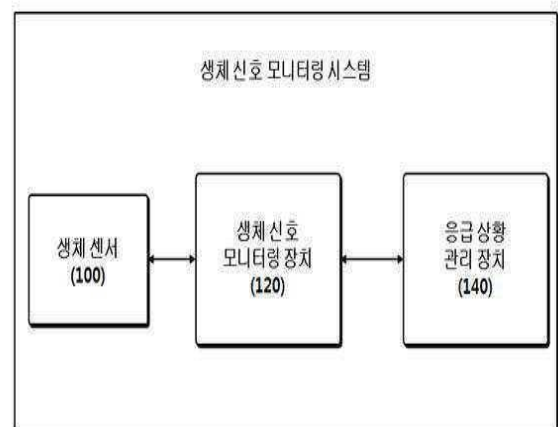 생체 신호 모니터링 시스템
생체 센서
(100)
생체 신호
모니터링 장치
(120)
응급 상황
관리 장치
(140)